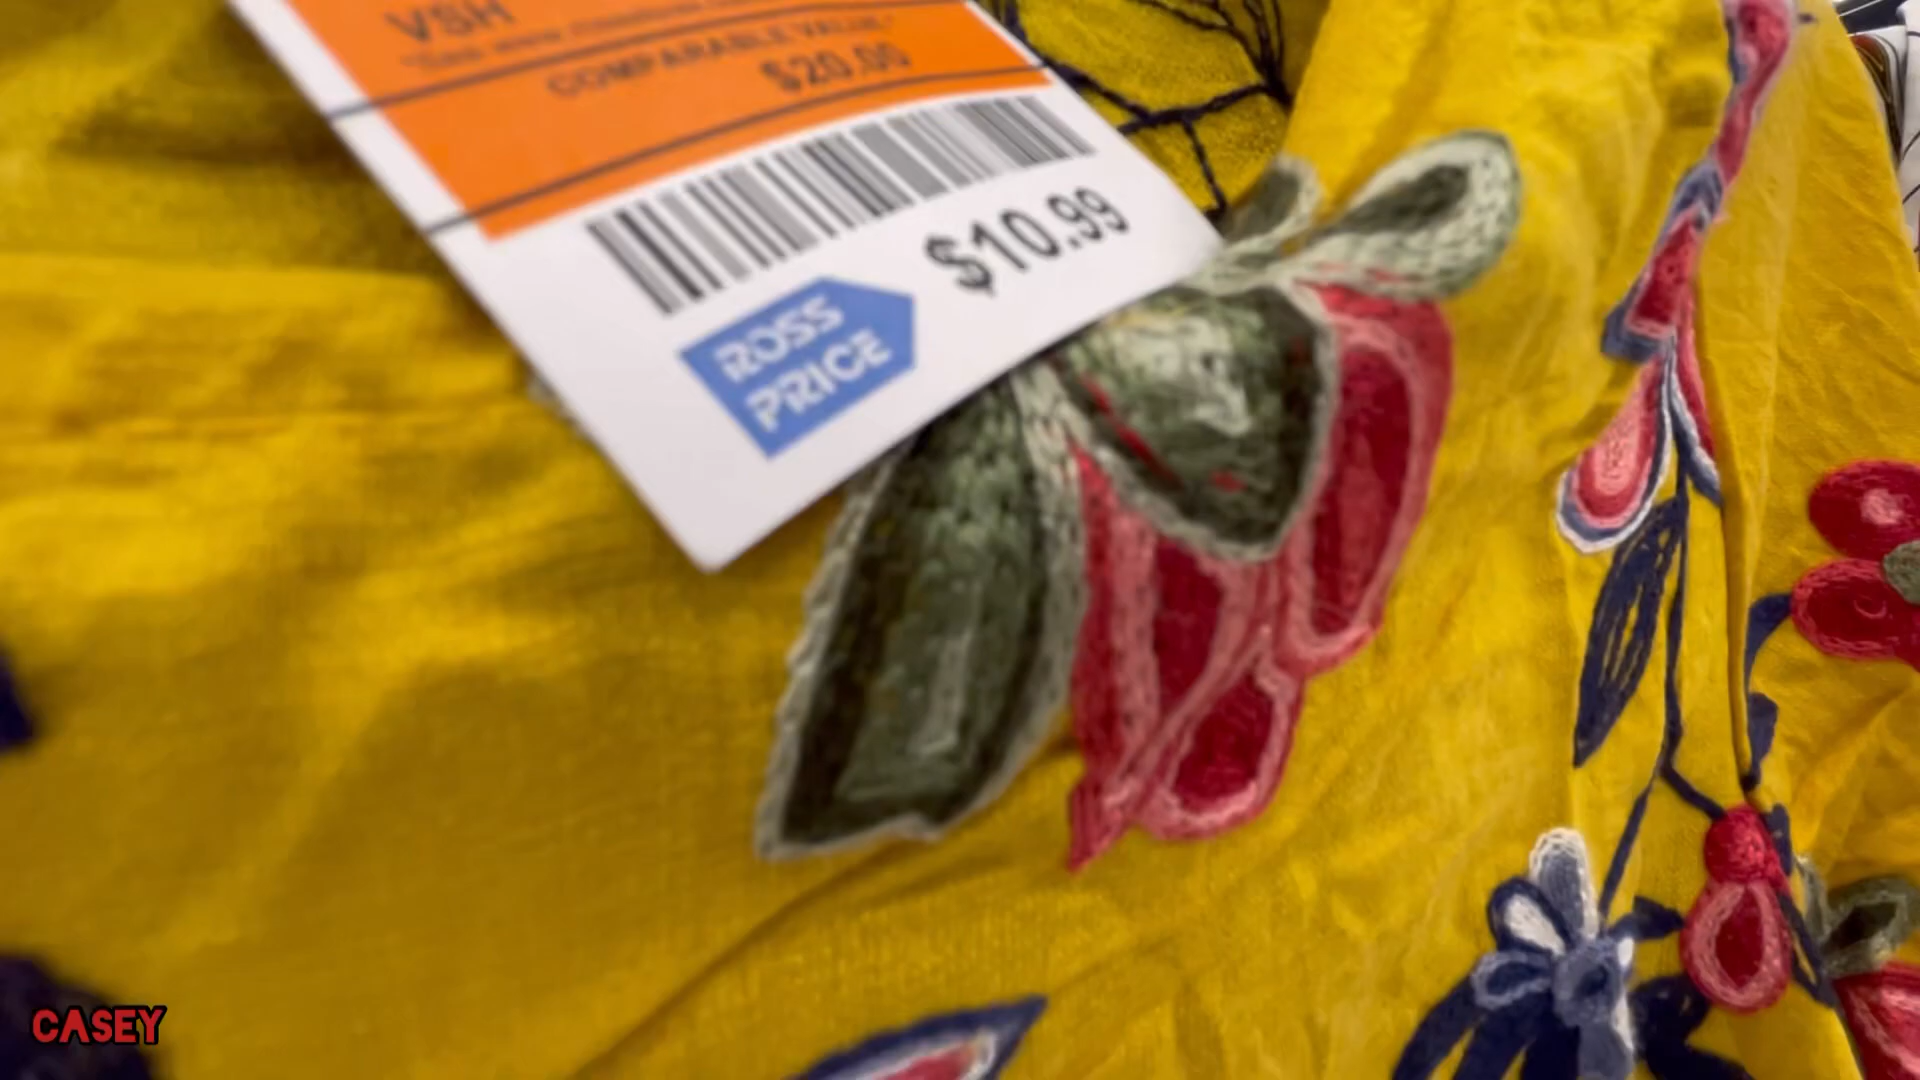 VSH
COMPARABLE VALUE*
$20.00
$10.99
ROSS
PRICE
CASEY